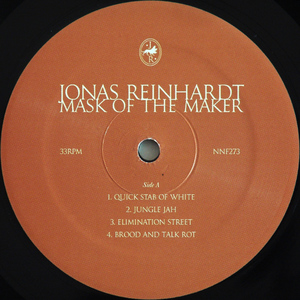 J
R
JONAS REINHARDT
MASK OF THE MAKER
33RPM
NNF273
Side A
1. QUICK STAB OF WHITE
2. JUNGLE JAH
3. ELIMINATION STREET
4. BROOD AND TALK ROT